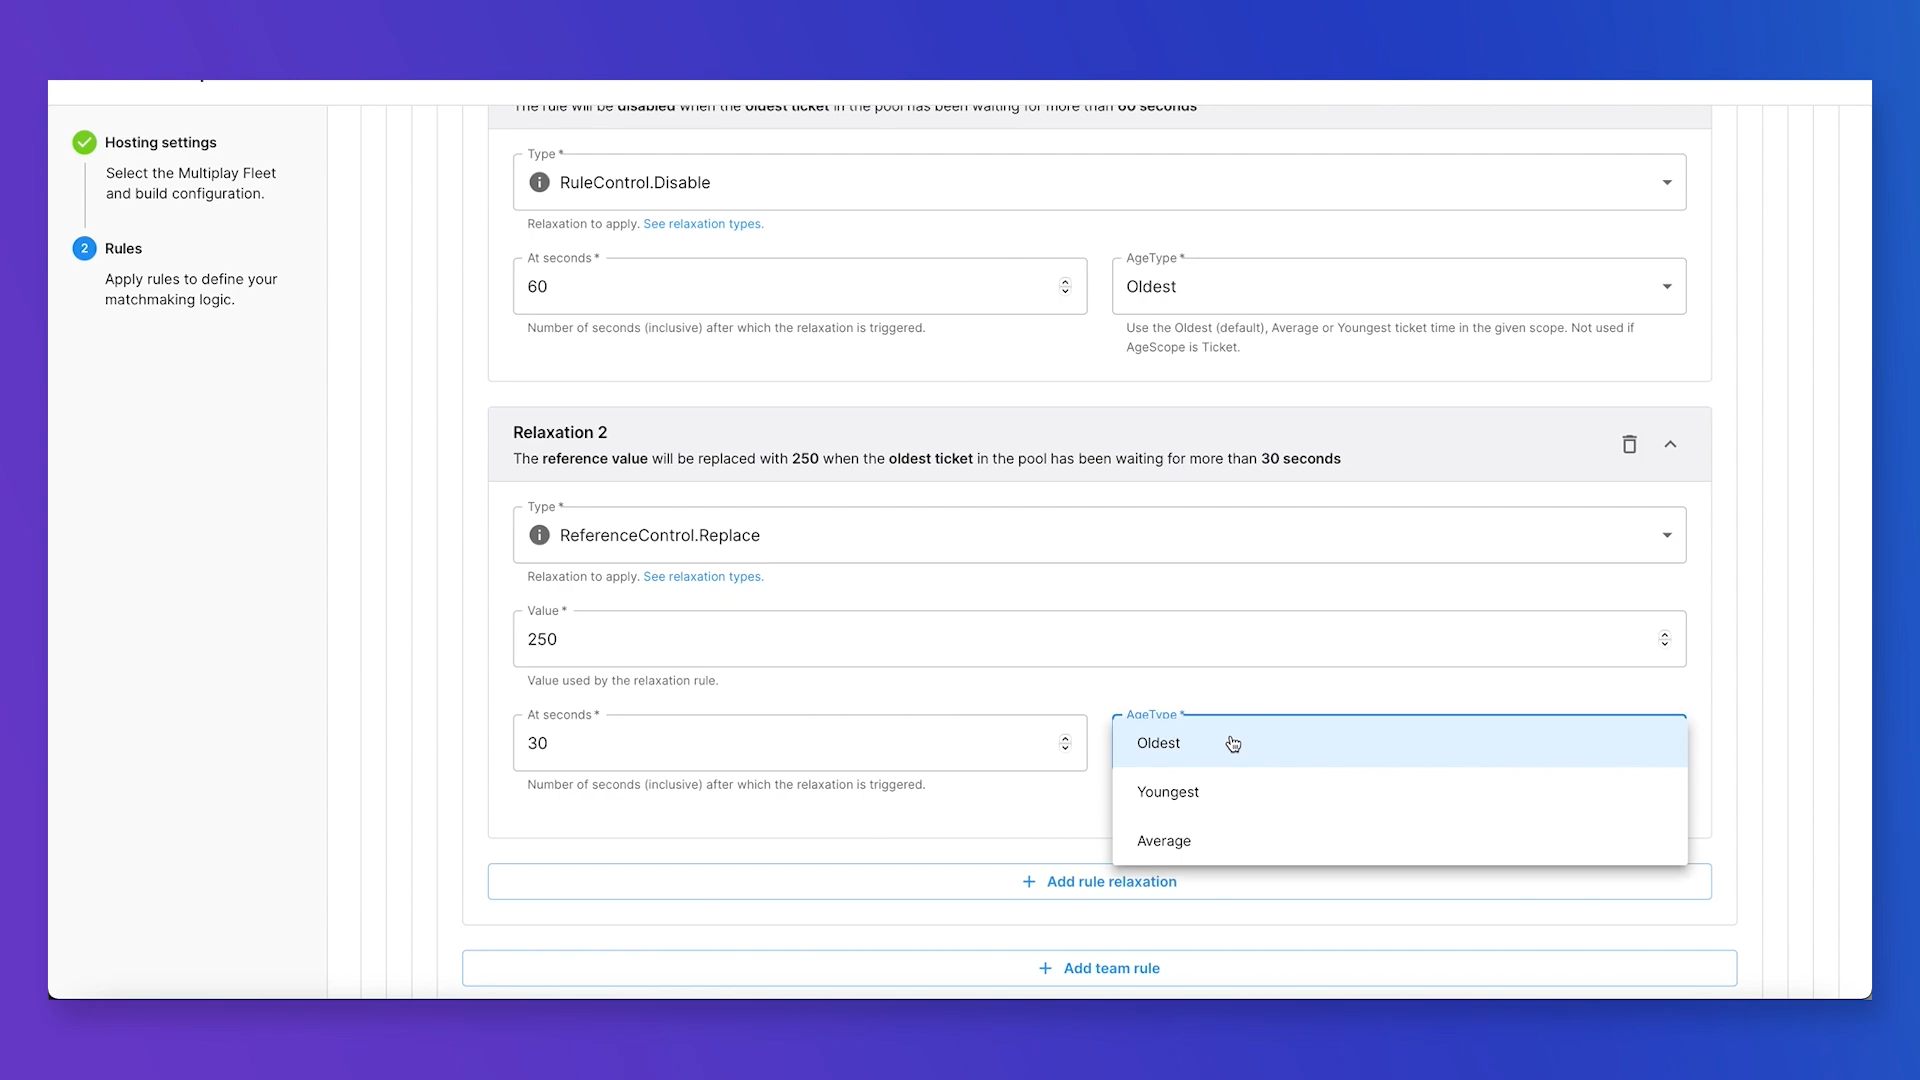 Hosting settings
Select the Multiplay Fleet
and build configuration.
2 Rules
Apply rules to define your
matchmaking logic.
The rule will be disabled when the oldest ticket in the pool has been waiting for more than 60 seconds
Type *
RuleControl.Disable
Relaxation to apply. See relaxation types.
At seconds *
60
Number of seconds (inclusive) after which the relaxation is triggered.
AgeType *
Oldest
Use the Oldest (default), Average or Youngest ticket time in the given scope. Not used if
AgeScope is Ticket.
Relaxation 2
The reference value will be replaced with 250 when the oldest ticket in the pool has been waiting for more than 30 seconds
Type *
ReferenceControl.Replace
Relaxation to apply. See relaxation types.
Value *
250
Value used by the relaxation rule.
At seconds *
30
Number of seconds (inclusive) after which the relaxation is triggered.
AgeType *
Oldest
Youngest
Average
+ Add rule relaxation
+ Add team rule